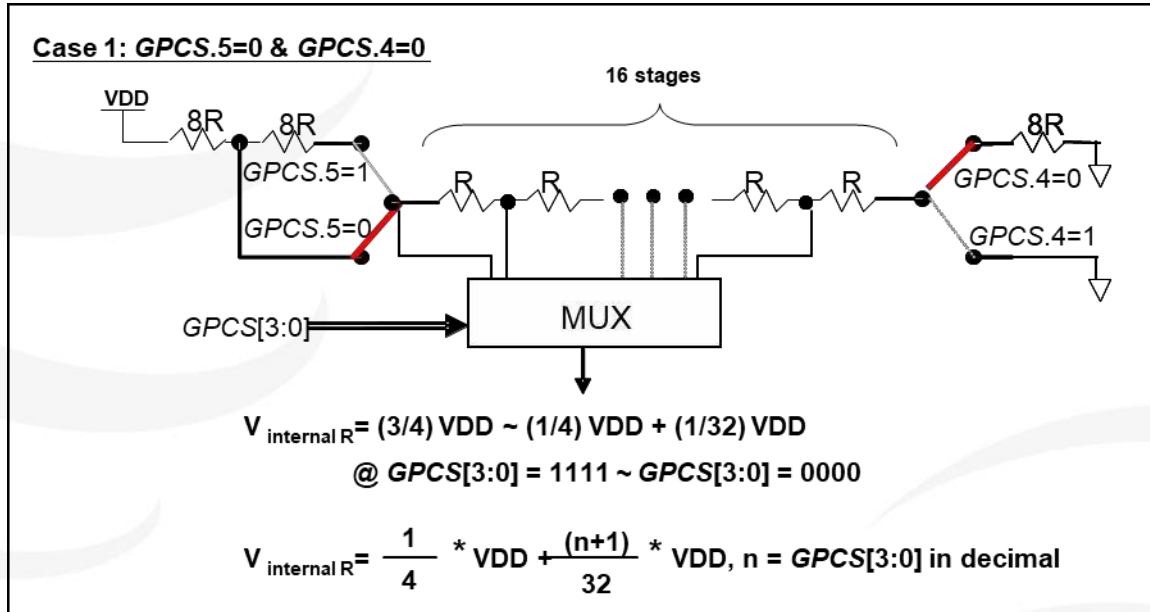 Case 1: GPCS.5=0 & GPCS.4=0
16 stages
VDD
8R
8R
8R
GPCS.5=1
R
R
R
R
GPCS.4=0
GPCS.5=0
GPCS.4=1
GPCS[3:0]
MUX
V internal R = (3/4) VDD ~ (1/4) VDD + (1/32) VDD
@ GPCS[3:0] = 1111 ~ GPCS[3:0] = 0000
V internal R = 1/4 * VDD + (n+1)/32 * VDD, n = GPCS[3:0] in decimal